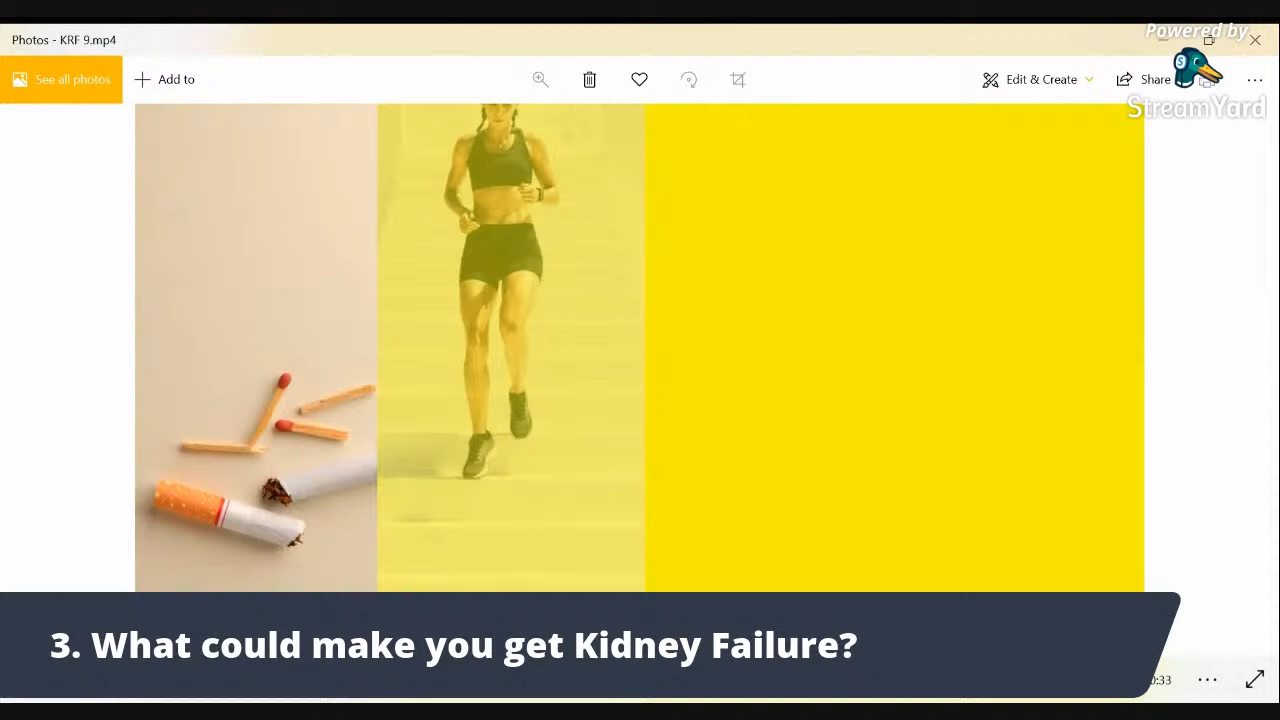 Powered by
Photos - KRF 9.mp4
See all photos
Add to
Edit & Create
Share
StreamYard
3. What could make you get Kidney Failure?
:33